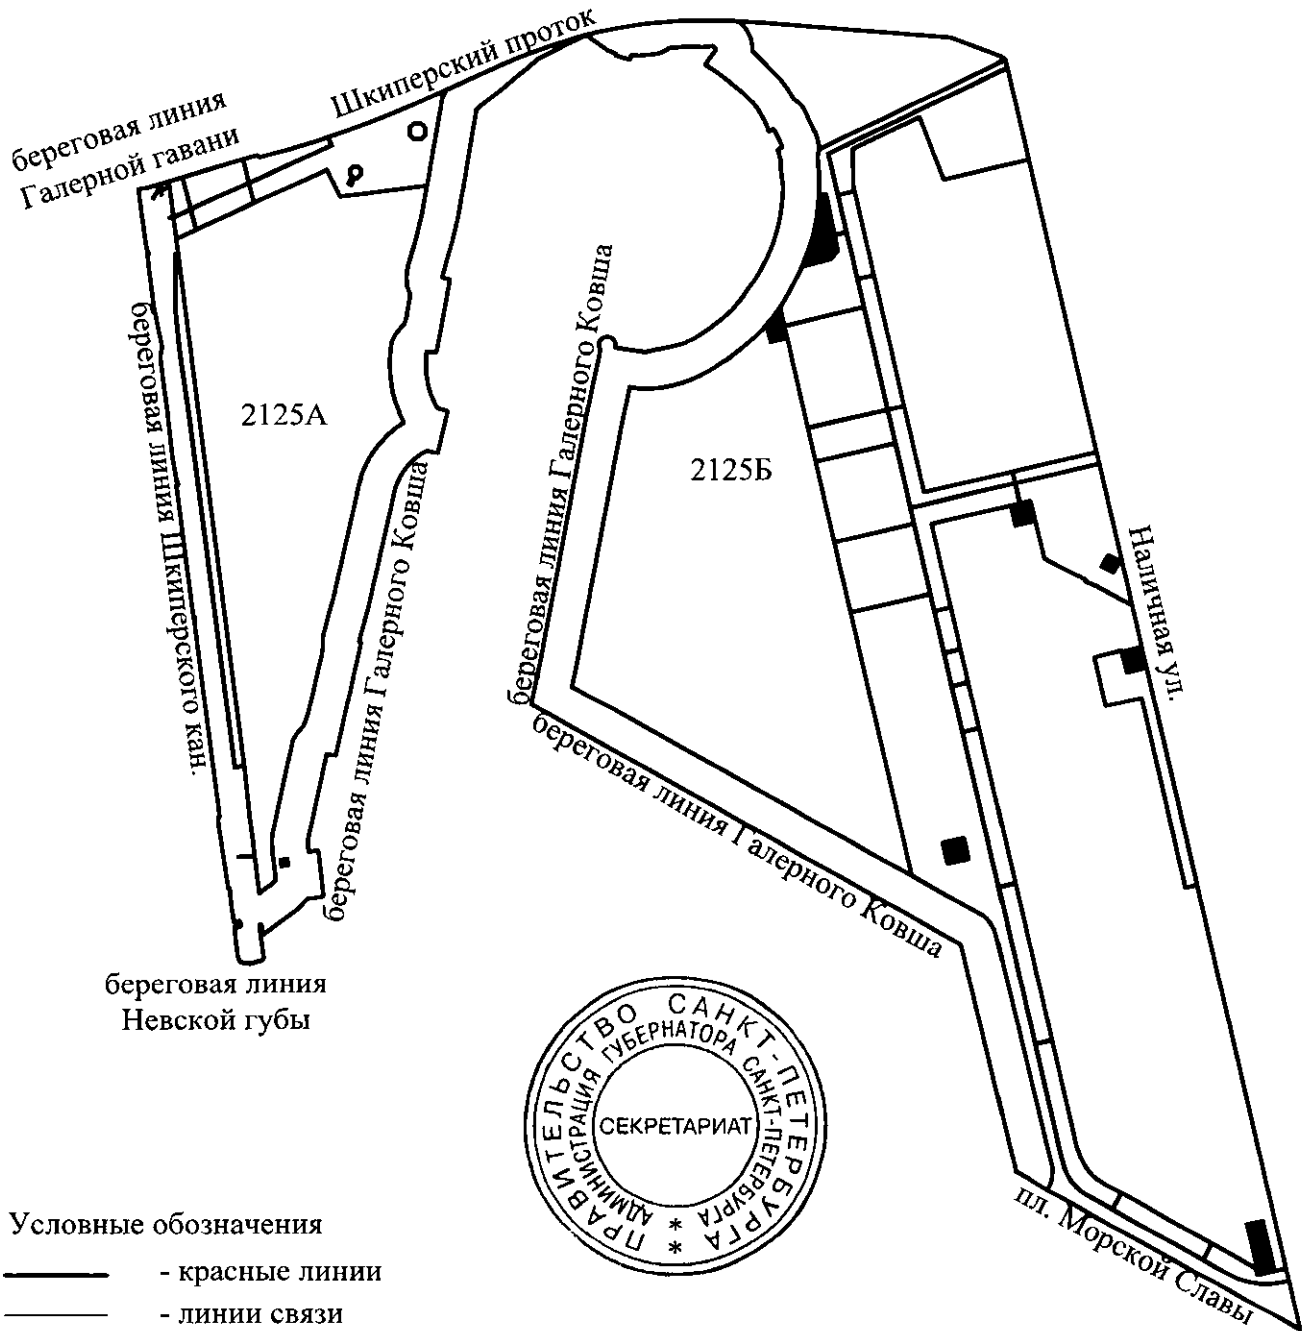 Шкиперский проток
береговая линия
Галерной гавани
береговая линия Шкиперского кан.
2125А
береговая линия Галерного Ковша
береговая линия Галерного Ковша
2125Б
Наличная ул.
береговая линия Галерного Ковша
береговая линия
Невской губы
ПРАВИТЕЛЬСТВО САНКТ-ПЕТЕРБУРГА *
АДМИНИСТРАЦИЯ ГУБЕРНАТОРА САНКТ-ПЕТЕРБУРГА *
СЕКРЕТАРИАТ
пл. Морской Славы
Условные обозначения
- красные линии
- линии связи